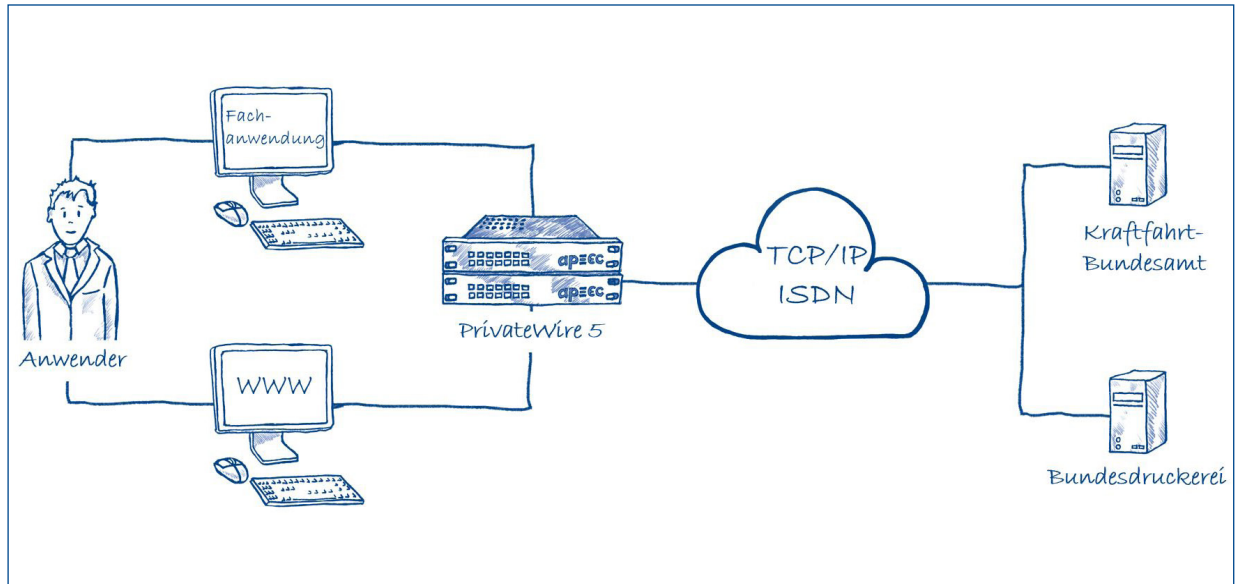 Fach-
anwendung
Anwender
WWW
apsec
apsec
PrivateWire 5
TCP/IP
ISDN
Kraftfahrt-
Bundesamt
Bundesdruckerei